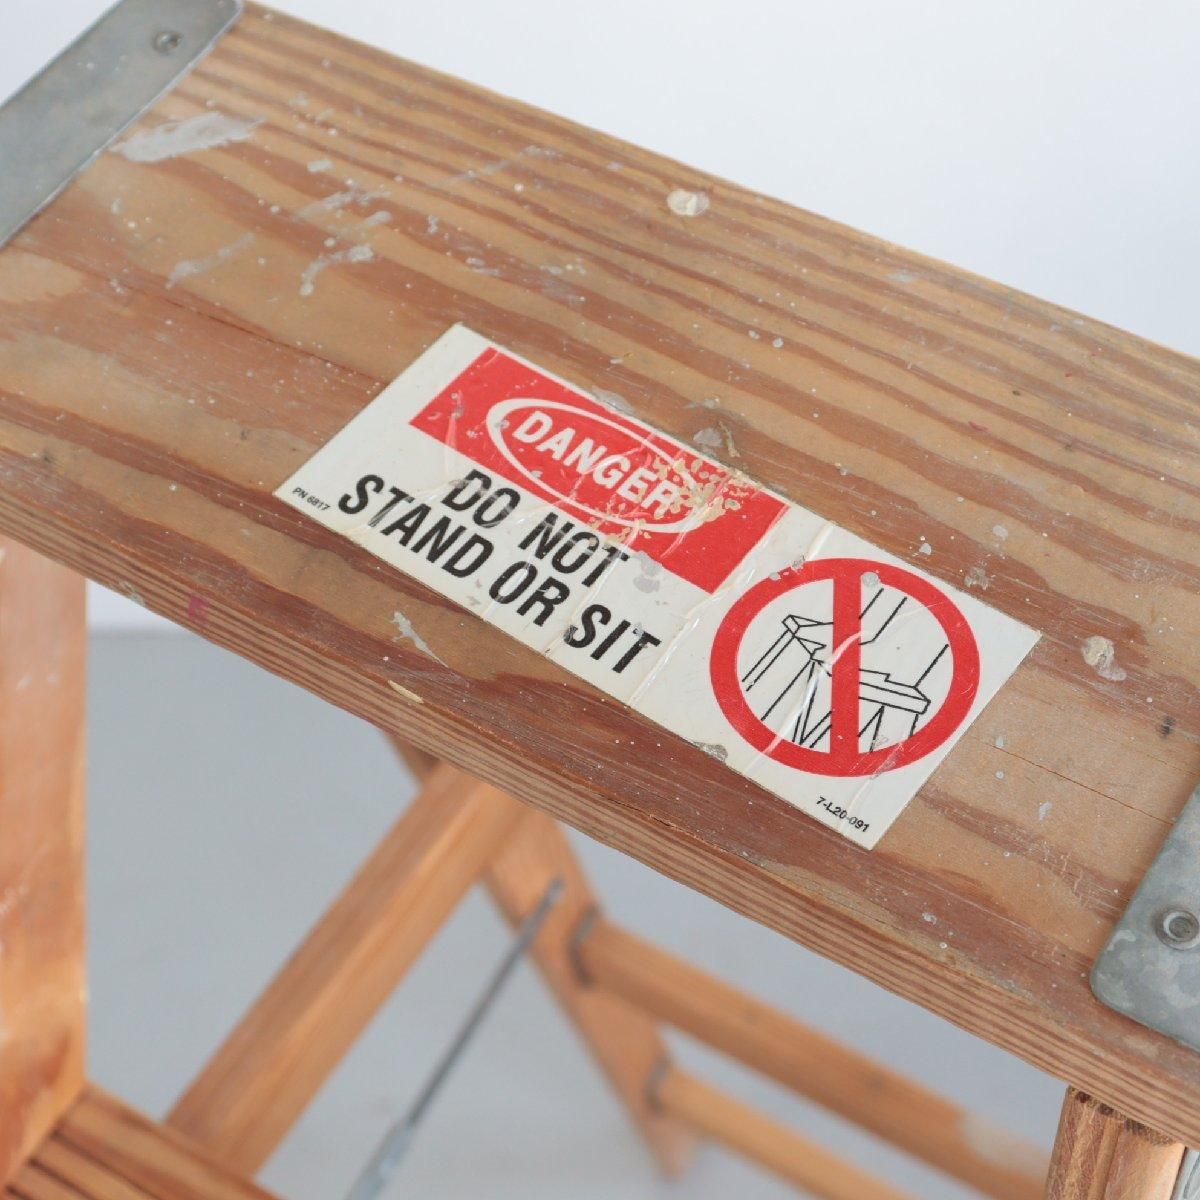 DANGER
DO NOT
STAND OR SIT
PN 6817
7-L20-091